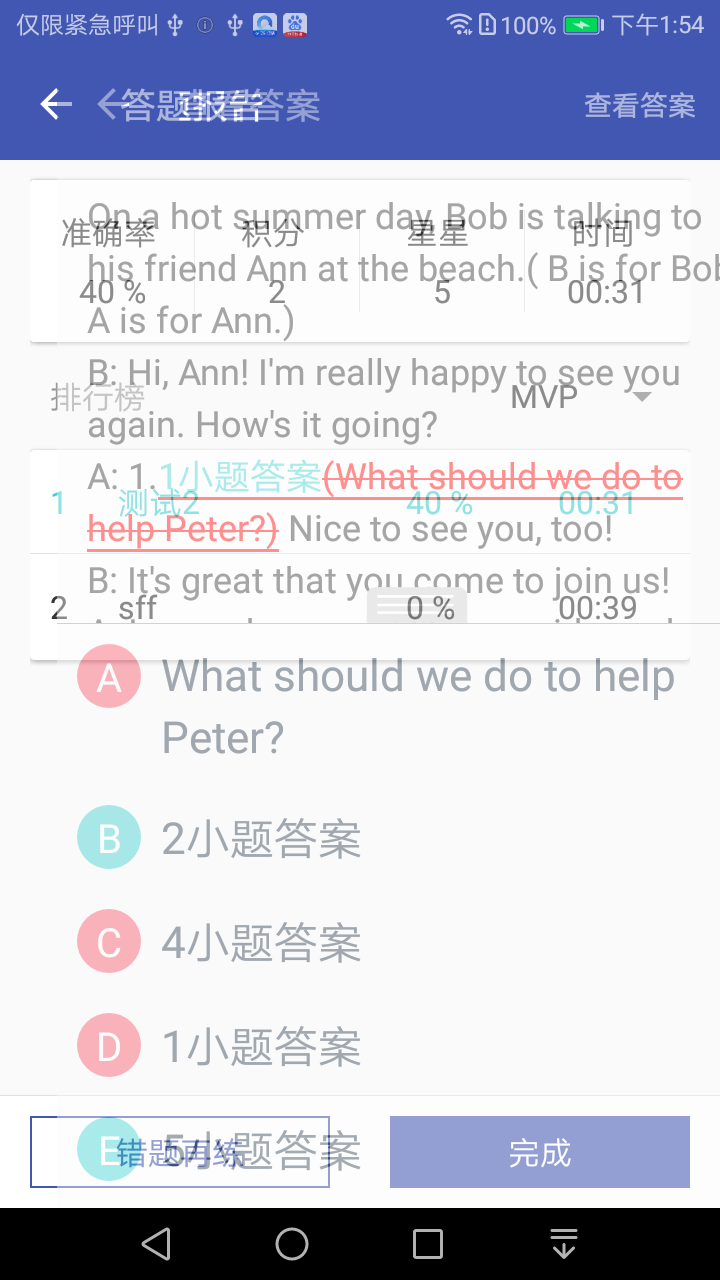 仅限紧急呼叫 100% 下午1:54
答题报告 查看答案 查看答案
准确率 积分 星星 时间
40 % 2 5 00:31
排行榜 MVP
1 测试2 40 % 00:31
2 sff 0 % 00:39
On a hot summer day, Bob is talking to
his friend Ann at the beach.( B is for Bob
A is for Ann.)
B: Hi, Ann! I'm really happy to see you
again. How's it going?
A: 1. 1小题答案(What should we do to
help Peter?) Nice to see you, too!
B: It's great that you come to join us!
A What should we do to help
Peter?
B 2小题答案
C 4小题答案
D 1小题答案
E 5小题答案
错题再练 完成